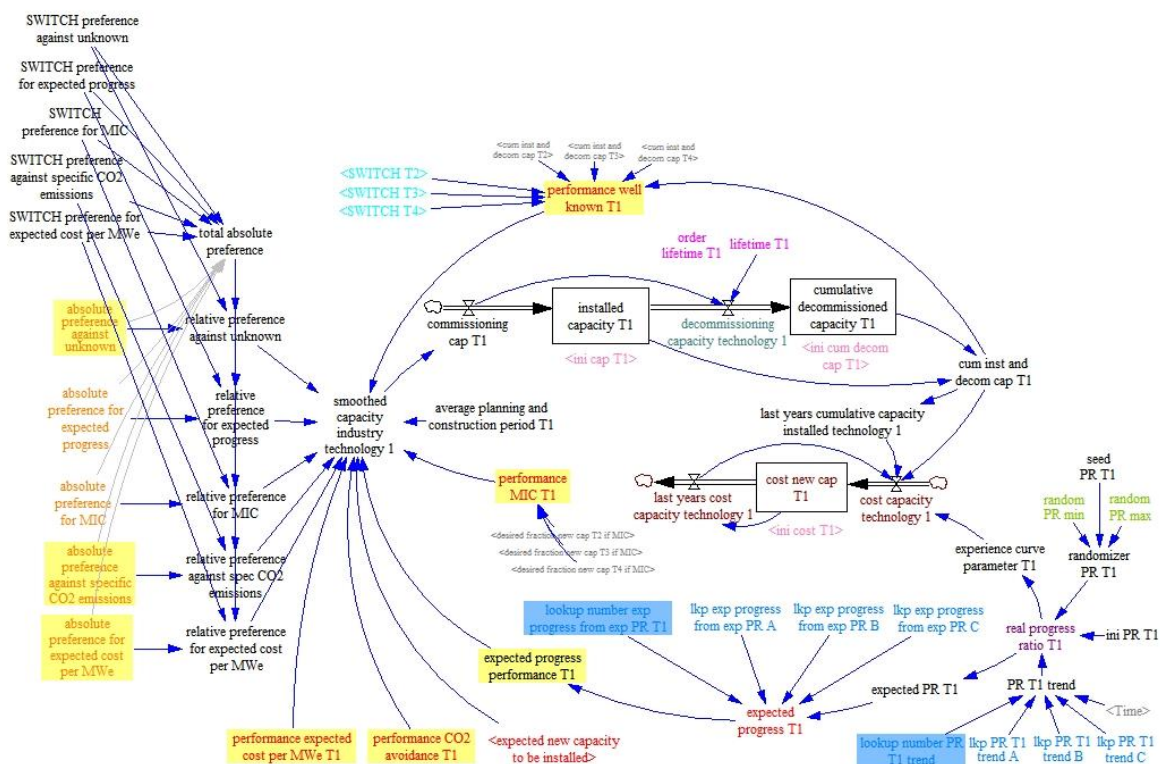 SWITCH preference
against unknown
SWITCH preference
for expected progress
SWITCH
preference for MIC
SWITCH preference
against specific CO2
emissions
SWITCH preference for
expected cost per MWe
total absolute
preference
absolute
preference
against
unknown
relative preference
against unknown
absolute
preference for
expected
progress
relative
preference
for expected
progress
absolute
preference
for MIC
relative preference
for MIC
absolute
preference
against specific
CO2 emissions
relative preference
against spec CO2
emissions
absolute
preference for
expected cost
per MWe
relative preference
for expected cost
per MWe
<cum inst and
decom cap T2>
<cum inst and
decom cap T3>
<cum inst and
decom cap T4>
<SWITCH T2>
<SWITCH T3>
<SWITCH T4>
performance well
known T1
order
lifetime T1
lifetime T1
commissioning
cap T1
installed
capacity T1
decommissioning
capacity technology 1
cumulative
decommissioned
capacity T1
<ini cap T1>
<ini cum decom
cap T1>
cum inst and
decom cap T1
smoothed
capacity
industry
technology 1
average planning and
construction period T1
last years cumulative capacity
installed technology 1
performance
MIC T1
last years cost
capacity technology 1
cost new cap
T1
cost capacity
technology 1
<ini cost T1>
seed
PR T1
random
PR min
random
PR max
randomizer
PR T1
experience curve
parameter T1
<desired fraction new cap T2 if MIC>
<desired fraction new cap T3 if MIC>
<desired fraction new cap T4 if MIC>
lookup number exp
progress from exp PR T1
lkp exp progress
from exp PR A
lkp exp progress
from exp PR B
lkp exp progress
from exp PR C
real progress
ratio T1
ini PR T1
expected progress
performance T1
expected PR T1
PR T1 trend
<Time>
expected
progress T1
performance expected
cost per MWe T1
performance CO2
avoidance T1
<expected new capacity
to be installed>
lookup number PR
T1 trend
lkp PR T1
trend A
lkp PR T1
trend B
lkp PR T1
trend C